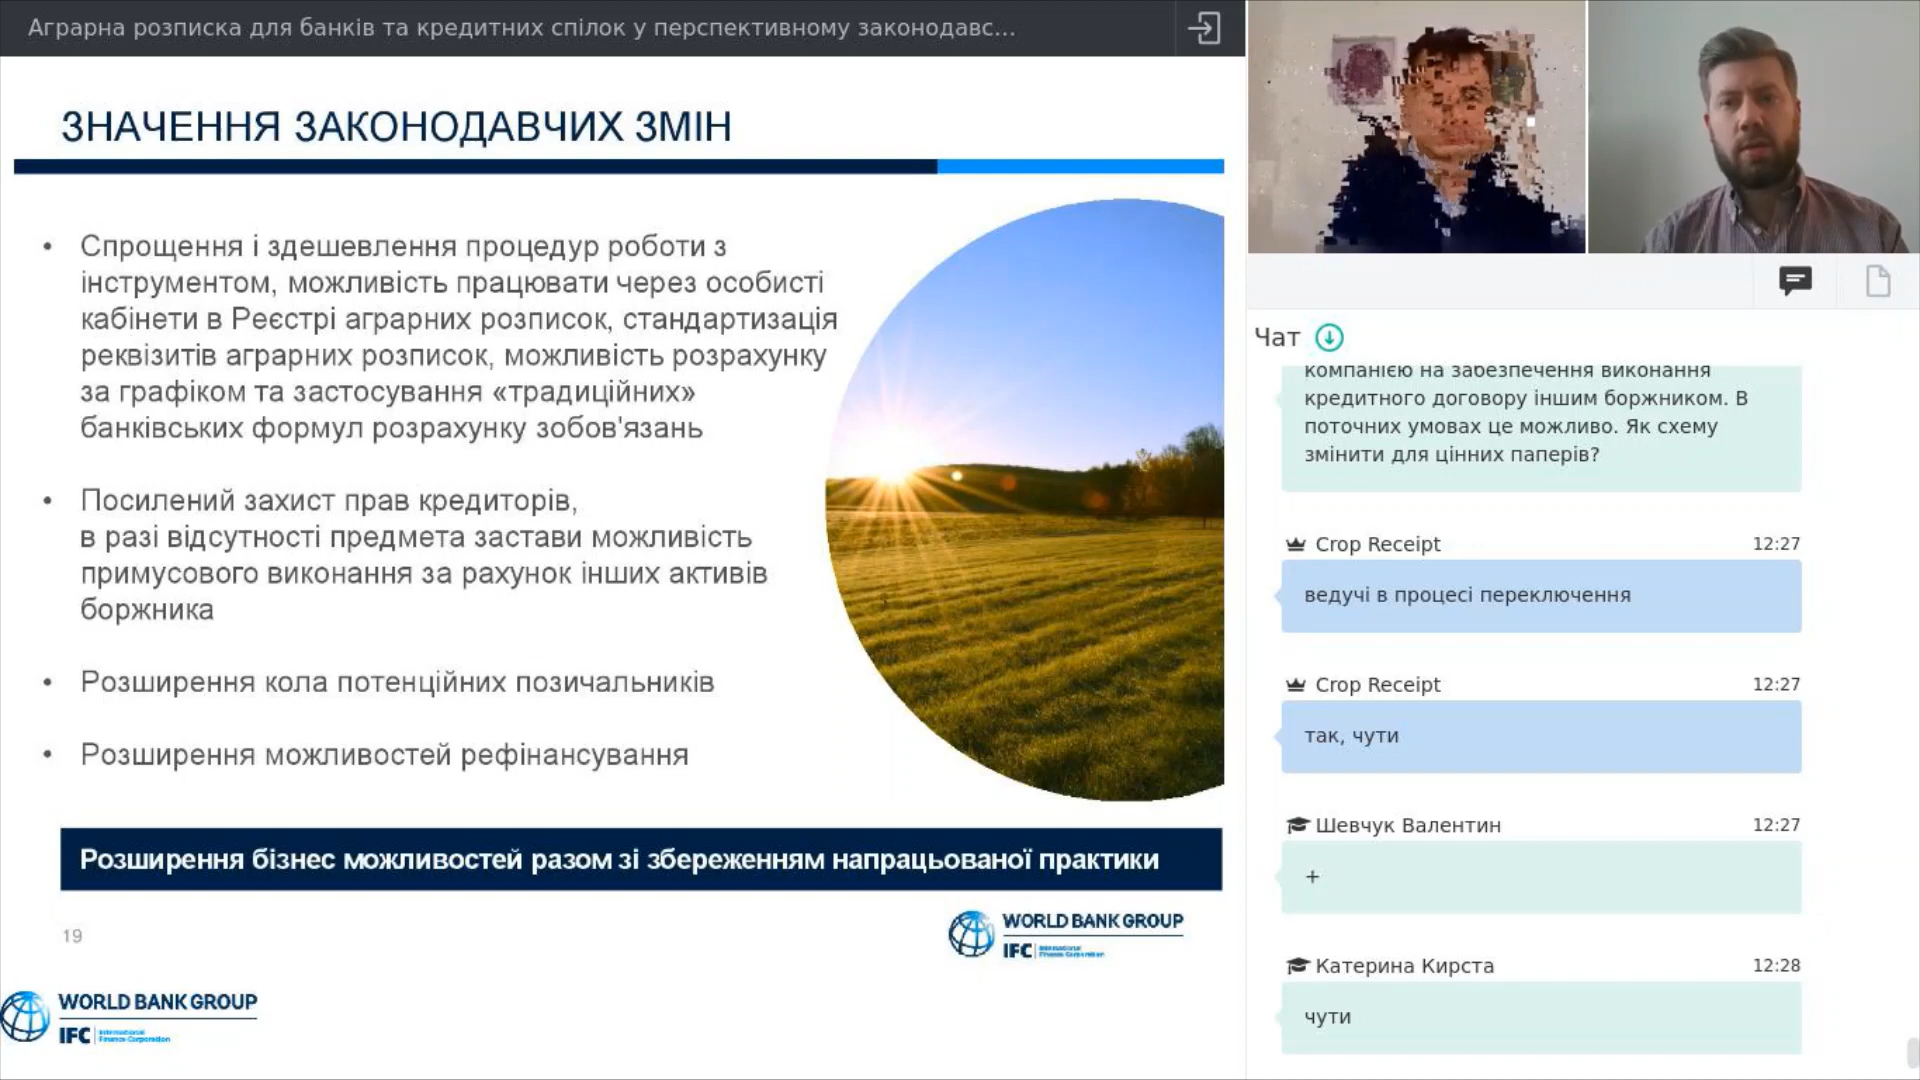 Аграрна розписка для банків та кредитних спілок у перспективному законодавс...
ЗНАЧЕННЯ ЗАКОНОДАВЧИХ ЗМІН
• Спрощення і здешевлення процедур роботи з
інструментом, можливість працювати через особисті
кабінети в Реєстрі аграрних розписок, стандартизація
реквізитів аграрних розписок, можливість розрахунку
за графіком та застосування «традиційних»
банківських формул розрахунку зобов'язань
• Посилений захист прав кредиторів,
в разі відсутності предмета застави можливість
примусового виконання за рахунок інших активів
боржника
• Розширення кола потенційних позичальників
• Розширення можливостей рефінансування
Розширення бізнес можливостей разом зі збереженням напрацьованої практики
19
WORLD BANK GROUP
IFC International
Finance Corporation
WORLD BANK GROUP
IFC International
Finance Corporation
Чат
компанією на забезпечення виконання
кредитного договору іншим боржником. В
поточних умовах це можливо. Як схему
змінити для цінних паперів?
Crop Receipt 12:27
ведучі в процесі переключення
Crop Receipt 12:27
так, чути
Шевчук Валентин 12:27
+
Катерина Кирста 12:28
чути